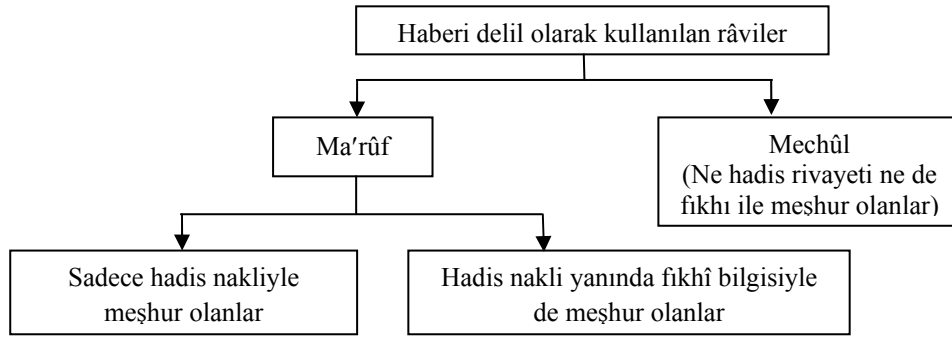 Haberi delil olarak kullanılan râviler
Ma′rûf
Mechûl
(Ne hadis rivayeti ne de
fıkhı ile meşhur olanlar)
Sadece hadis nakliyle
meşhur olanlar
Hadis nakli yanında fıkhî bilgisiyle
de meşhur olanlar